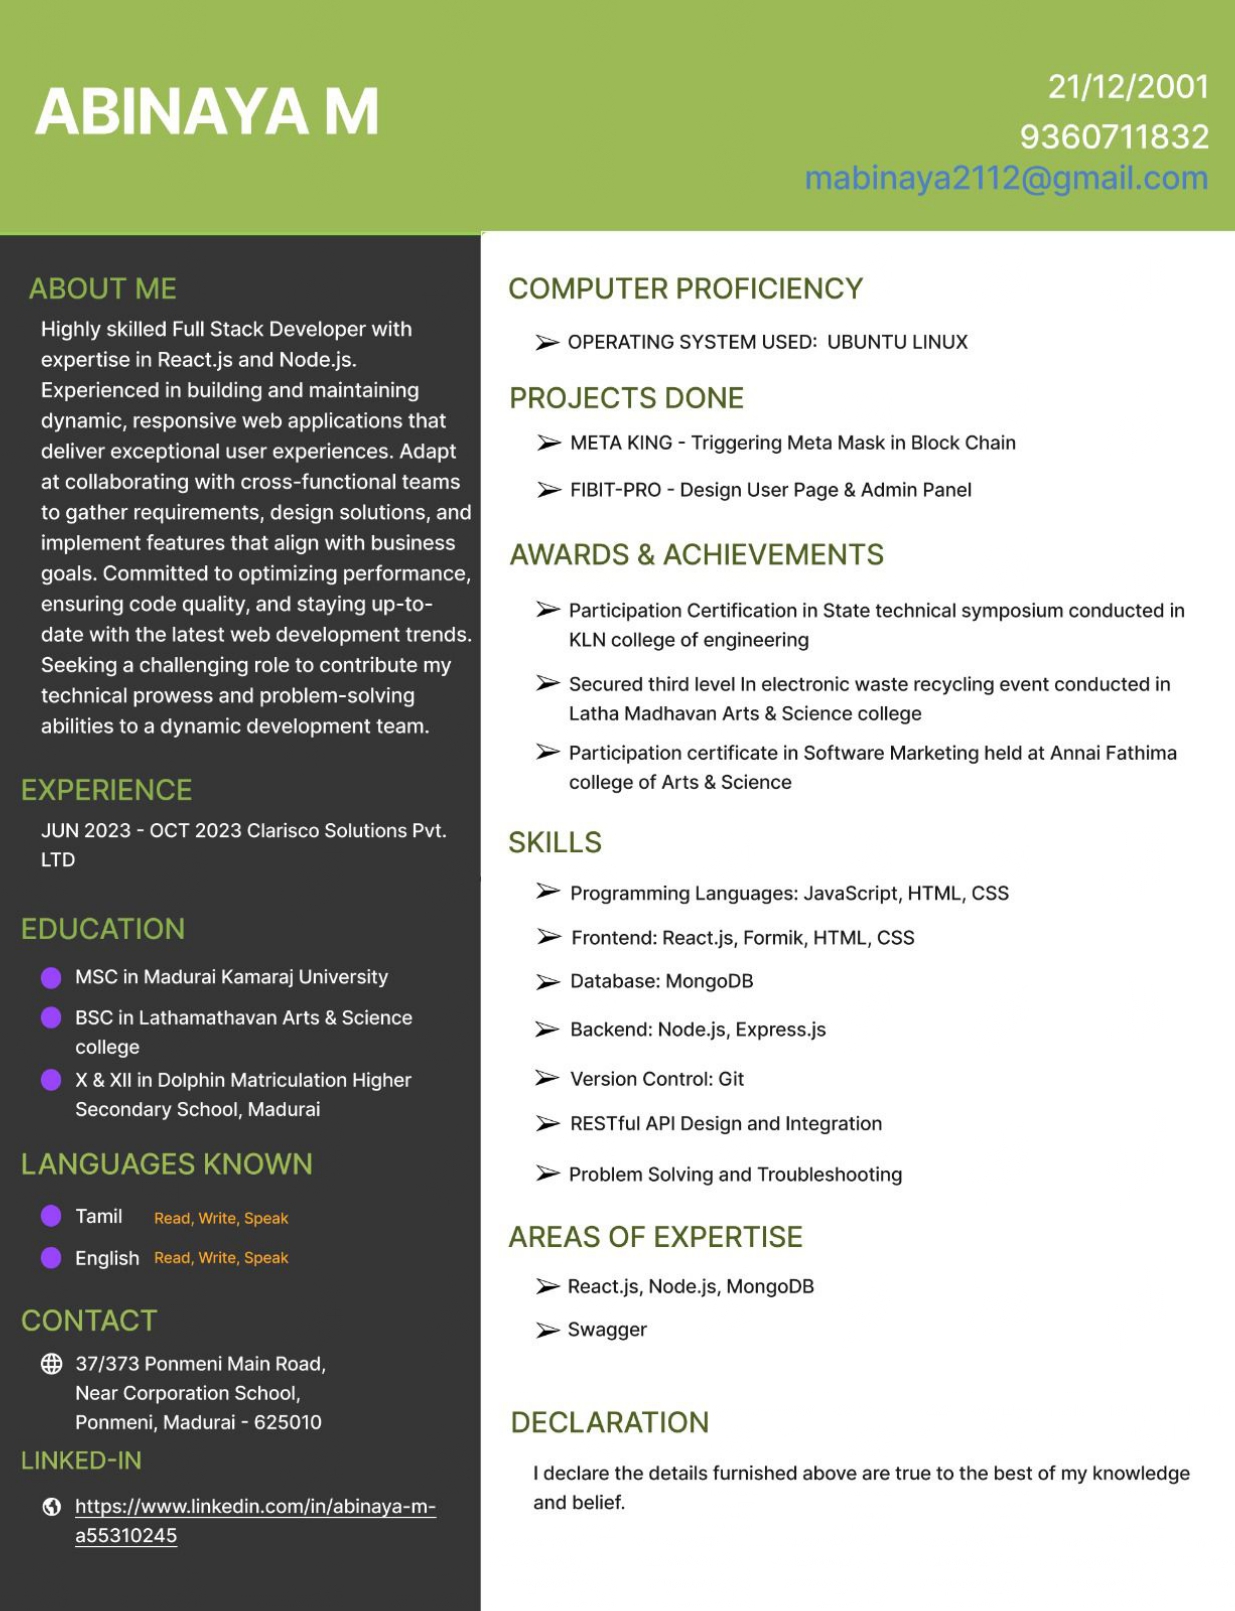 ABINAYA M
21/12/2001
9360711832
mabinaya2112@gmail.com
ABOUT ME
Highly skilled Full Stack Developer with
expertise in React.js and Node.js.
Experienced in building and maintaining
dynamic, responsive web applications that
deliver exceptional user experiences. Adapt
at collaborating with cross-functional teams
to gather requirements, design solutions, and
implement features that align with business
goals. Committed to optimizing performance,
ensuring code quality, and staying up-to-
date with the latest web development trends.
Seeking a challenging role to contribute my
technical prowess and problem-solving
abilities to a dynamic development team.
EXPERIENCE
JUN 2023 - OCT 2023 Clarisco Solutions Pvt.
LTD
EDUCATION
MSC in Madurai Kamaraj University
BSC in Lathamathavan Arts & Science
college
X & XII in Dolphin Matriculation Higher
Secondary School, Madurai
LANGUAGES KNOWN
Tamil Read, Write, Speak
English Read, Write, Speak
CONTACT
37/373 Ponmeni Main Road,
Near Corporation School,
Ponmeni, Madurai - 625010
LINKED-IN
https://www.linkedin.com/in/abinaya-m-
a55310245
COMPUTER PROFICIENCY
OPERATING SYSTEM USED: UBUNTU LINUX
PROJECTS DONE
META KING - Triggering Meta Mask in Block Chain
FIBIT-PRO - Design User Page & Admin Panel
AWARDS & ACHIEVEMENTS
Participation Certification in State technical symposium conducted in
KLN college of engineering
Secured third level In electronic waste recycling event conducted in
Latha Madhavan Arts & Science college
Participation certificate in Software Marketing held at Annai Fathima
college of Arts & Science
SKILLS
Programming Languages: JavaScript, HTML, CSS
Frontend: React.js, Formik, HTML, CSS
Database: MongoDB
Backend: Node.js, Express.js
Version Control: Git
RESTful API Design and Integration
Problem Solving and Troubleshooting
AREAS OF EXPERTISE
React.js, Node.js, MongoDB
Swagger
DECLARATION
I declare the details furnished above are true to the best of my knowledge
and belief.